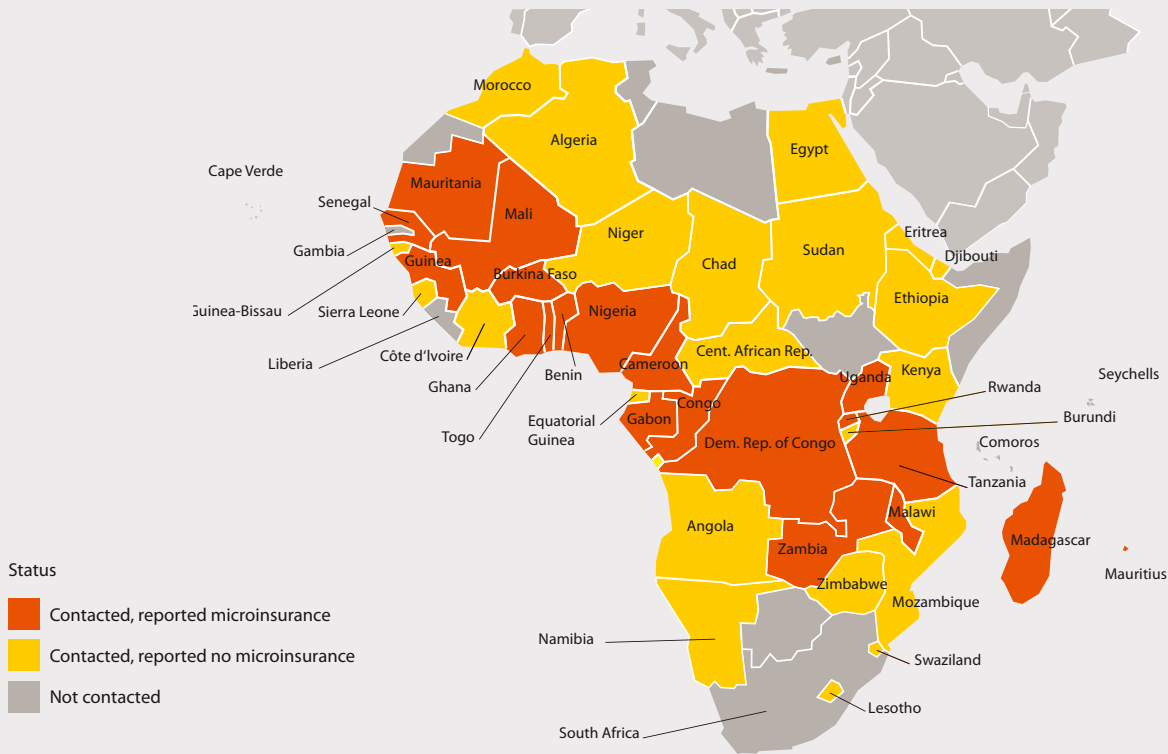 Morocco
Algeria
Egypt
Cape Verde
Mauritania
Senegal
Mali
Niger
Eritrea
Gambia
Sudan
Djibouti
Guinea
Chad
Burkina Faso
Ethiopia
Guinea-Bissau
Sierra Leone
Nigeria
Côte d'Ivoire
Cent. African Rep.
Liberia
Cameroon
Kenya
Benin
Uganda
Seychells
Ghana
Rwanda
Congo
Equatorial
Guinea
Gabon
Burundi
Togo
Dem. Rep. of Congo
Comoros
Tanzania
Malawi
Angola
Madagascar
Zambia
Mauritius
Zimbabwe
Mozambique
Namibia
Swaziland
Lesotho
South Africa
Status
Contacted, reported microinsurance
Contacted, reported no microinsurance
Not contacted